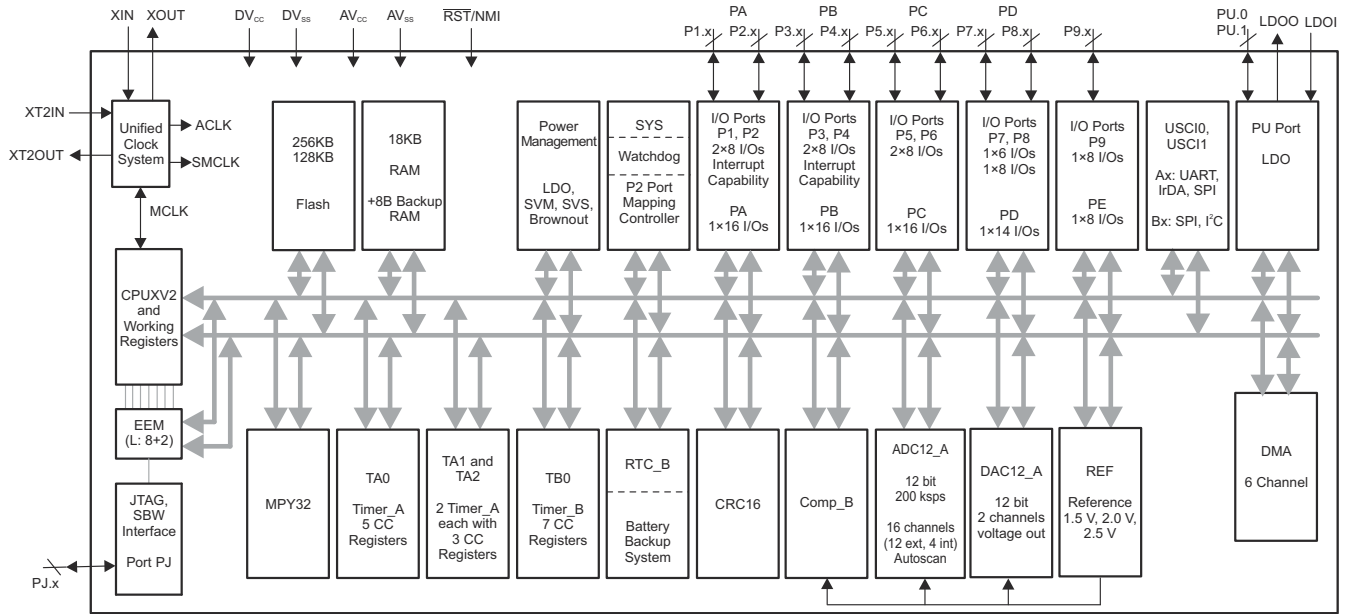 XIN
XOUT
DVCC
DVSS
AVCC
AVSS
RST/NMI
PA
P1.x
P2.x
PB
P3.x
P4.x
PC
P5.x
P6.x
PD
P7.x
P8.x
P9.x
PU.0
PU.1
LDOO
LDOI
XT2IN
XT2OUT
Unified
Clock
System
ACLK
SMCLK
MCLK
256KB
128KB
Flash
18KB
RAM
+8B Backup
RAM
Power
Management
LDO,
SVM, SVS,
Brownout
SYS
Watchdog
P2 Port
Mapping
Controller
I/O Ports
P1, P2
2×8 I/Os
Interrupt
Capability
PA
1×16 I/Os
I/O Ports
P3, P4
2×8 I/Os
Interrupt
Capability
PB
1×16 I/Os
I/O Ports
P5, P6
2×8 I/Os
PC
1×16 I/Os
I/O Ports
P7, P8
1×6 I/Os
1×8 I/Os
PD
1×14 I/Os
I/O Ports
P9
1×8 I/Os
PE
1×8 I/Os
USCI0,
USCI1
Ax: UART,
IrDA, SPI
Bx: SPI, I²C
PU Port
LDO
CPUXV2
and
Working
Registers
EEM
(L: 8+2)
JTAG,
SBW
Interface
Port PJ
PJ.x
MPY32
TA0
Timer_A
5 CC
Registers
TA1 and
TA2
2 Timer_A
each with
3 CC
Registers
TB0
Timer_B
7 CC
Registers
RTC_B
Battery
Backup
System
CRC16
Comp_B
ADC12_A
12 bit
200 ksps
16 channels
(12 ext, 4 int)
Autoscan
DAC12_A
12 bit
2 channels
voltage out
REF
Reference
1.5 V, 2.0 V,
2.5 V
DMA
6 Channel